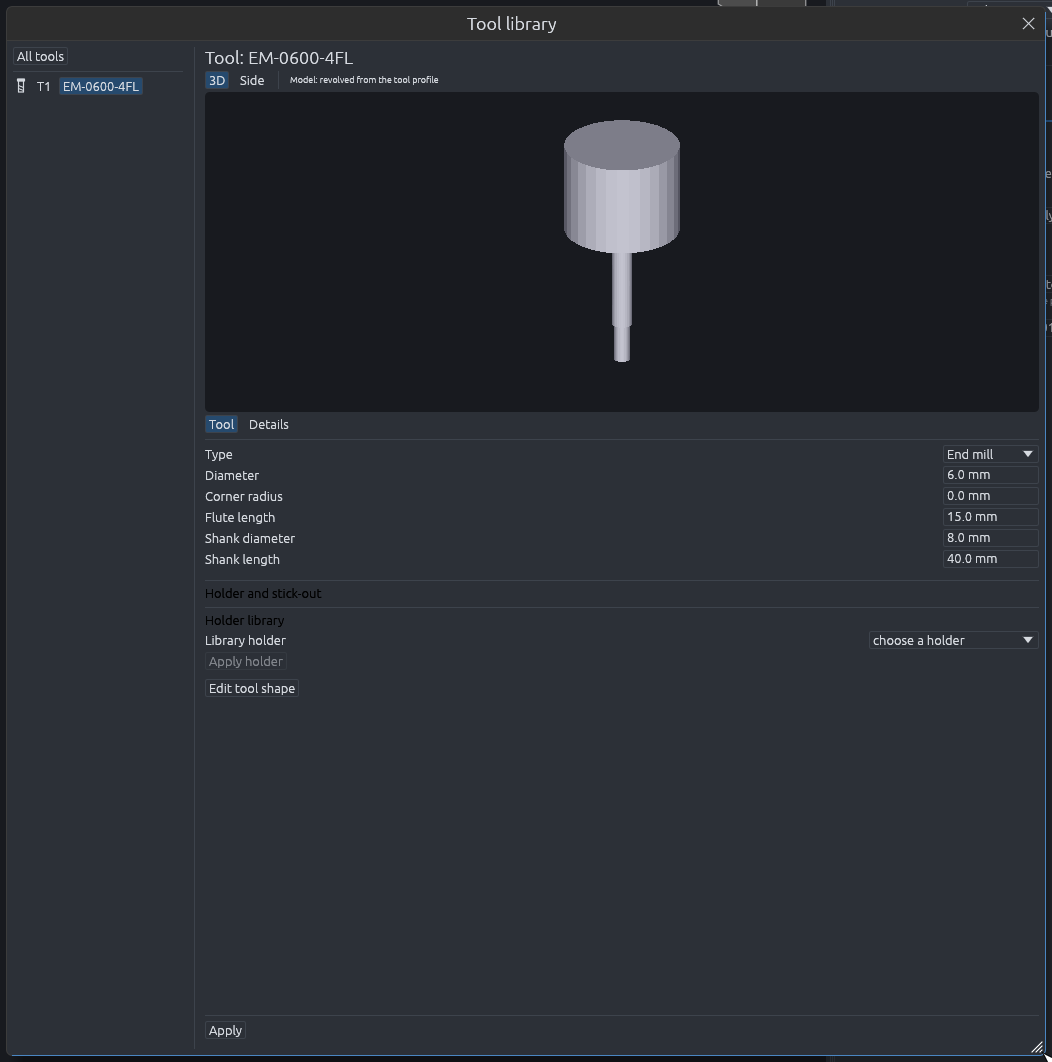 Tool library
All tools
T1 EM-0600-4FL
Tool: EM-0600-4FL
3D Side Model: revolved from the tool profile
Tool Details
Type End mill
Diameter 6.0 mm
Corner radius 0.0 mm
Flute length 15.0 mm
Shank diameter 8.0 mm
Shank length 40.0 mm
Holder and stick-out
Holder library
Library holder choose a holder
Apply holder
Edit tool shape
Apply